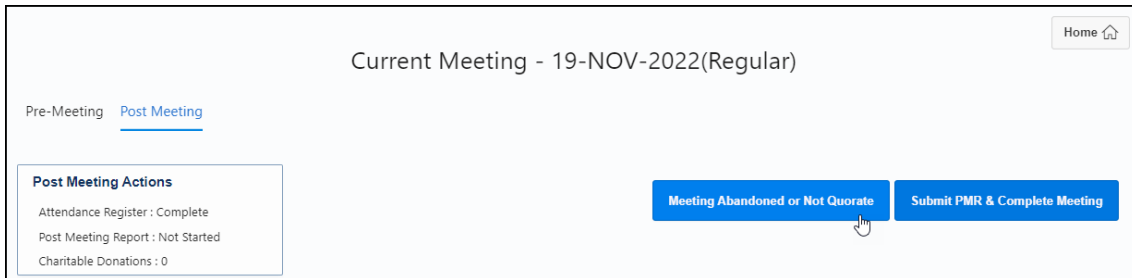 Home
Current Meeting - 19-NOV-2022(Regular)
Pre-Meeting Post Meeting
Post Meeting Actions
Attendance Register : Complete
Post Meeting Report : Not Started
Charitable Donations : 0
Meeting Abandoned or Not Quorate
Submit PMR & Complete Meeting